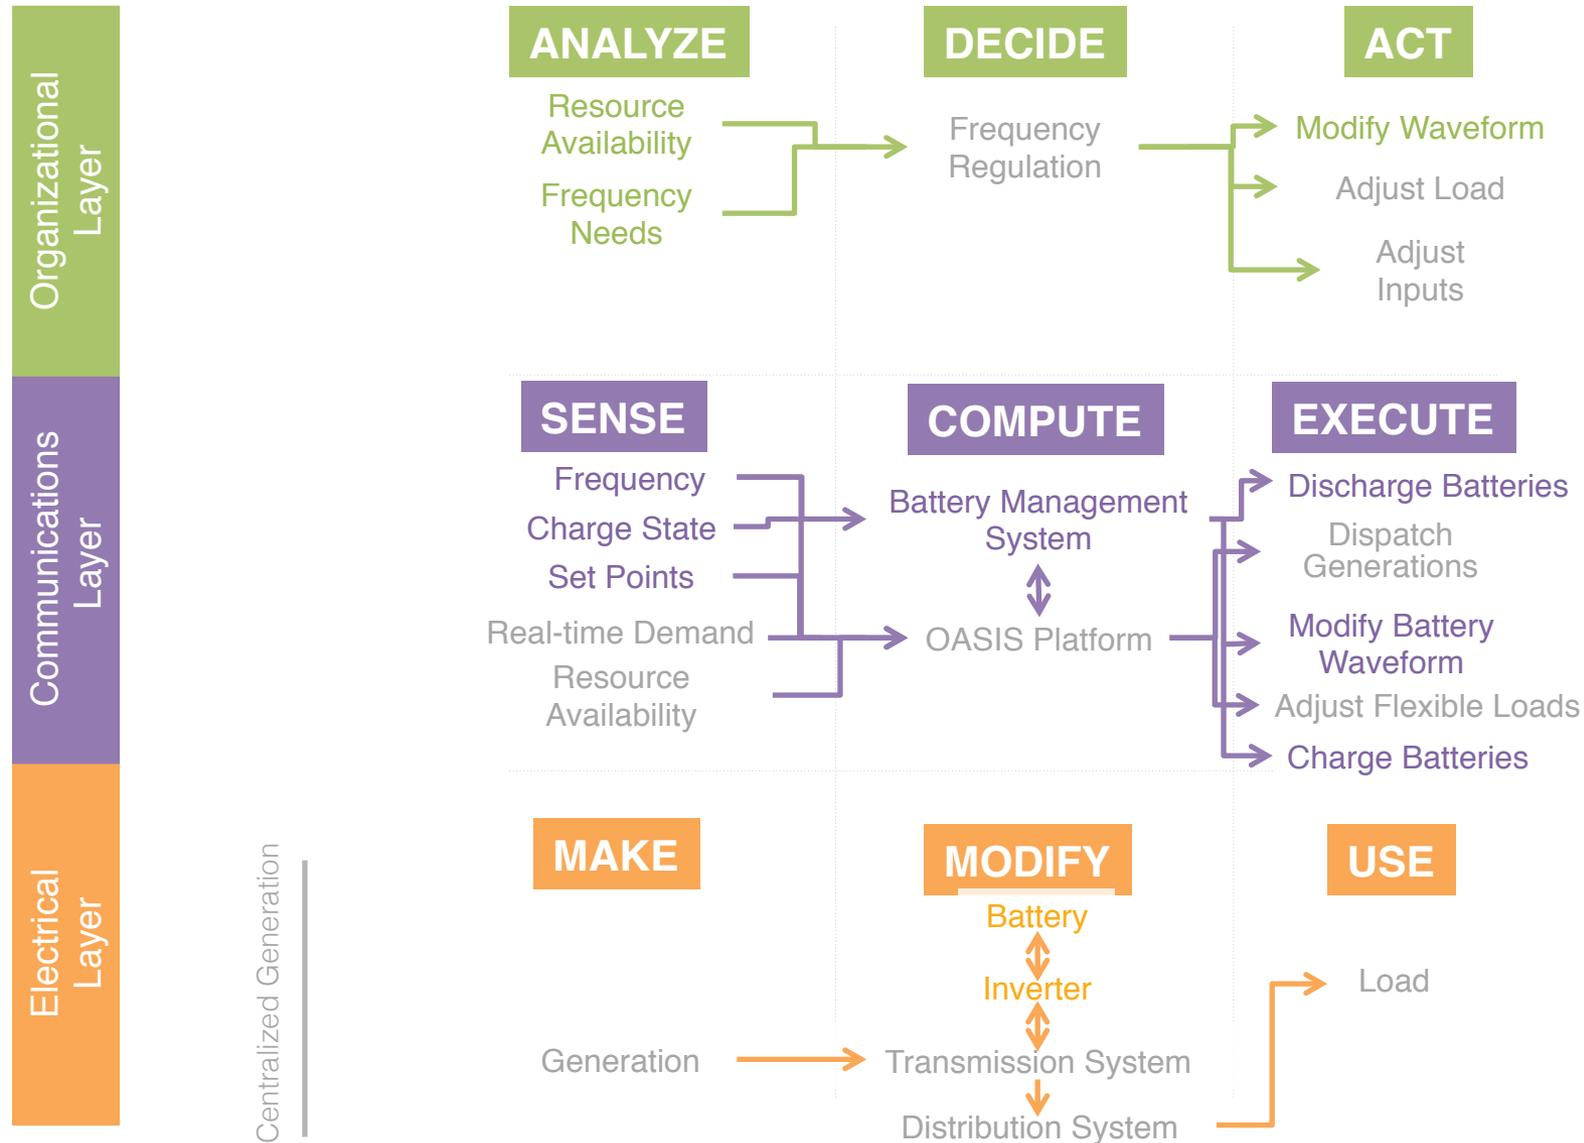 Organizational
Layer
ANALYZE
DECIDE
ACT
Resource
Availability
Frequency
Needs
Frequency
Regulation
Modify Waveform
Adjust Load
Adjust
Inputs
Communications
Layer
SENSE
COMPUTE
EXECUTE
Frequency
Charge State
Set Points
Real-time Demand
Resource
Availability
Battery Management
System
OASIS Platform
Discharge Batteries
Dispatch
Generations
Modify Battery
Waveform
Adjust Flexible Loads
Charge Batteries
Electrical
Layer
Centralized Generation
MAKE
MODIFY
USE
Generation
Battery
Inverter
Transmission System
Distribution System
Load